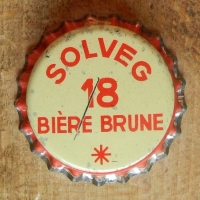 SOLVEG
18
BIÈRE BRUNE
*